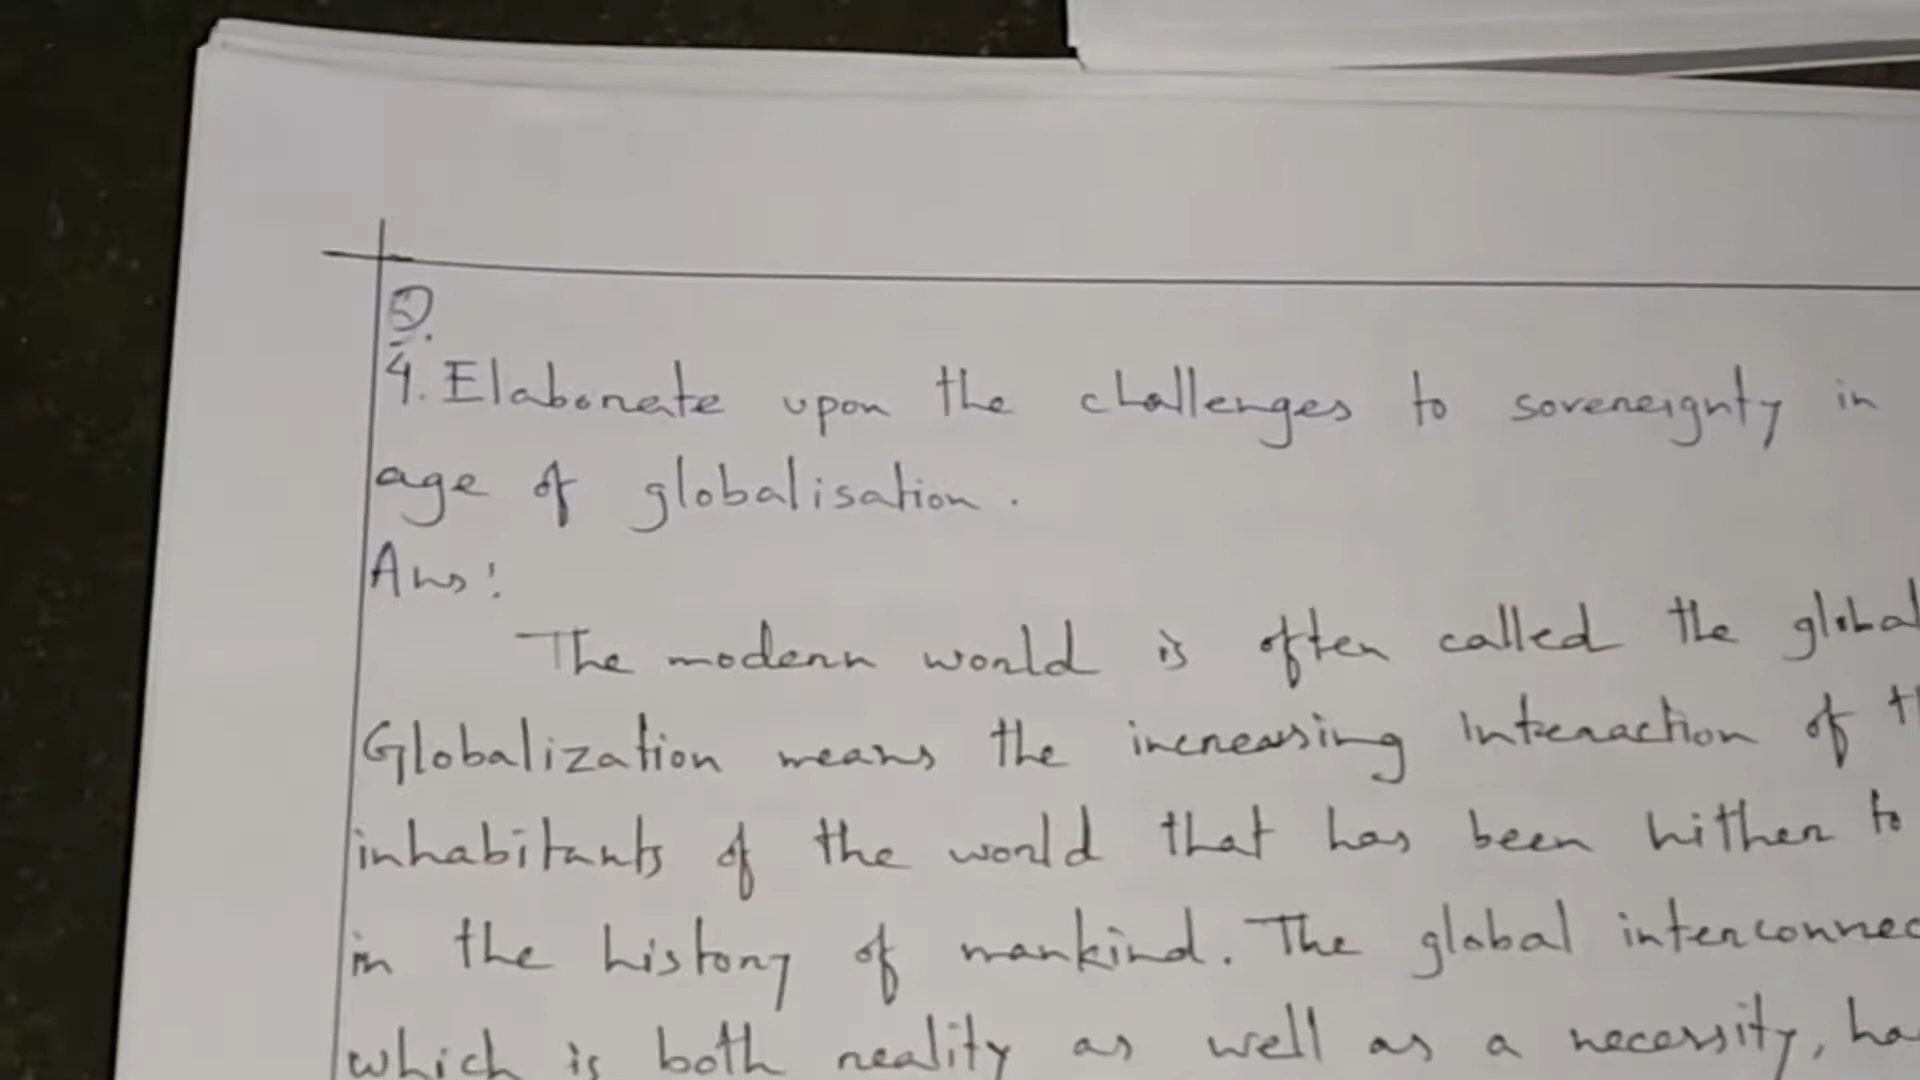 Q.
4. Elaborate upon the challenges to sovereignty in
age of globalisation.
Ans:
The modern world is often called the global
Globalization means the increasing interaction of
inhabitants of the world that has been hither to
in the history of mankind. The global interconnec
which is both reality as well as a necessity, ha